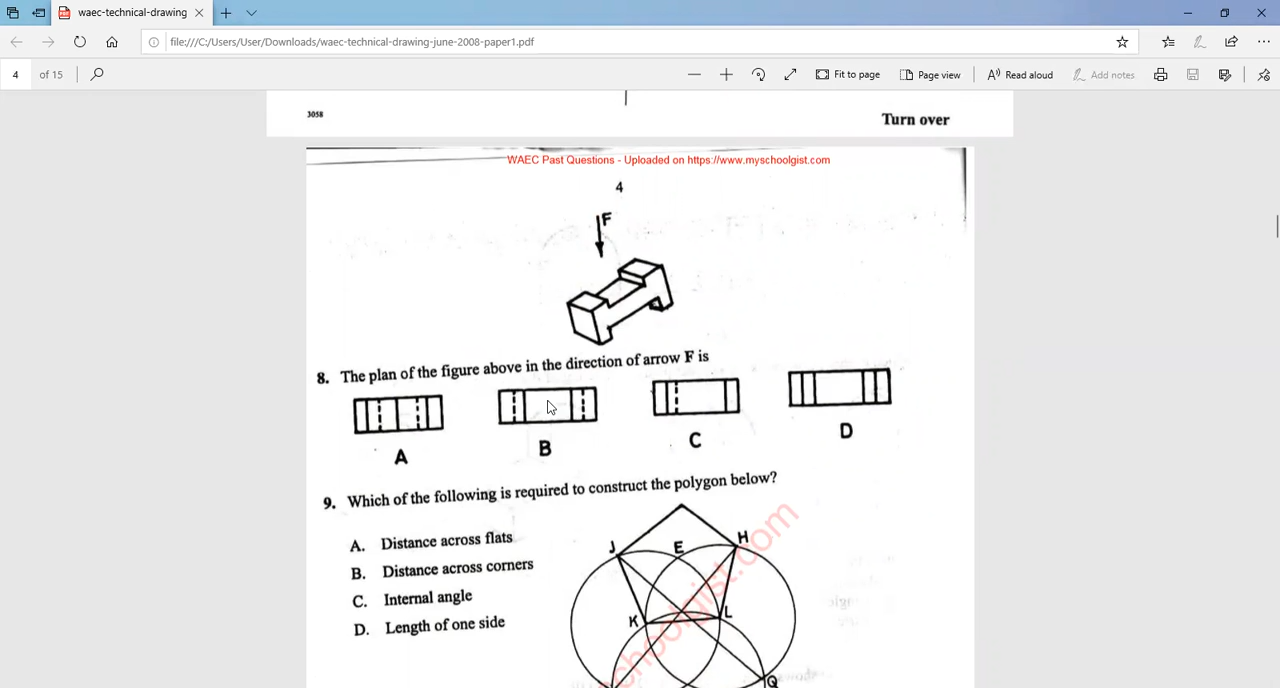 waec-technical-drawing
file:///C:/Users/User/Downloads/waec-technical-drawing-june-2008-paper1.pdf
4 of 15
Fit to page
Page view
Read aloud
Add notes
3058
Turn over
WAEC Past Questions - Uploaded on https://www.myschoolgist.com
4
F
8. The plan of the figure above in the direction of arrow F is
A B C D
9. Which of the following is required to construct the polygon below?
A. Distance across flats
B. Distance across corners
C. Internal angle
D. Length of one side
J E H
K L
Q
choolgist.com